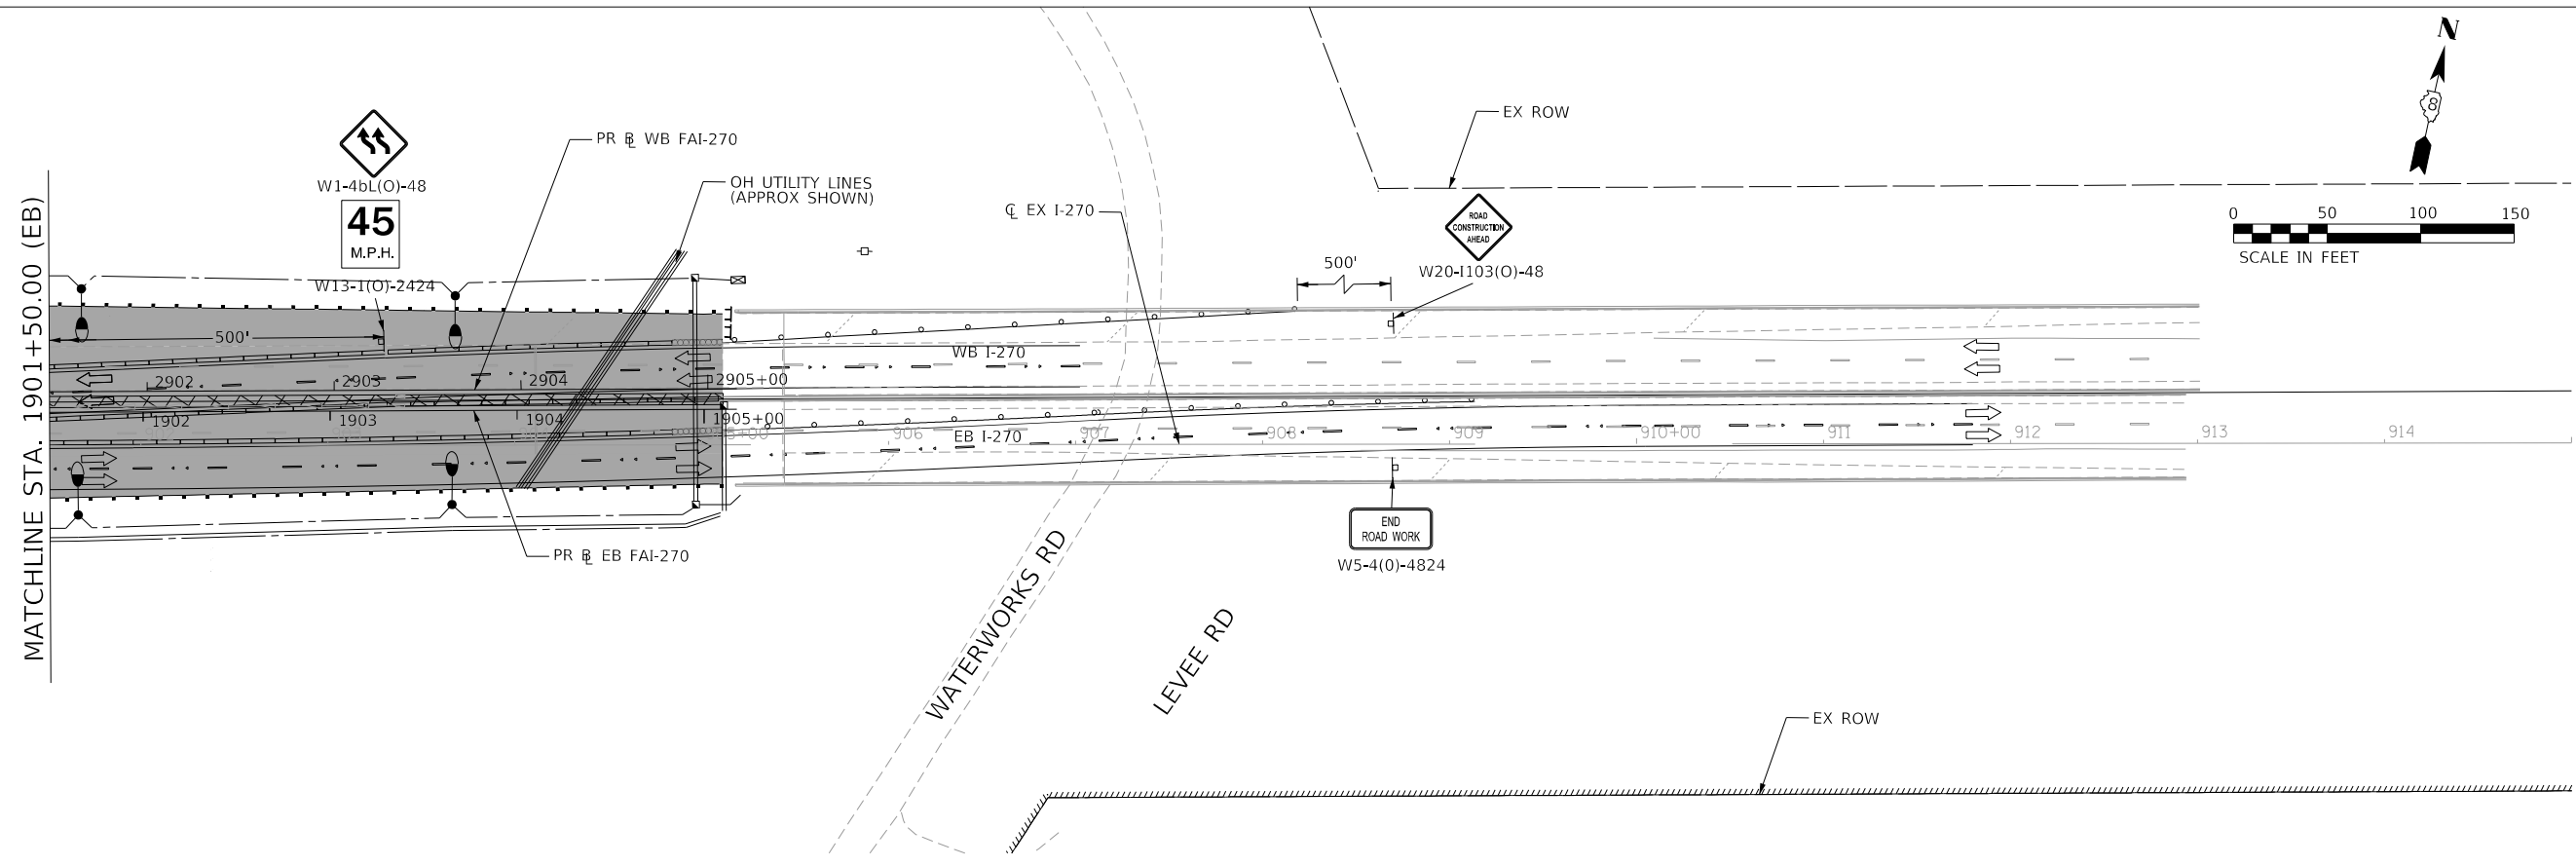 N
8
EX ROW
PR BL WB FAI-270
W1-4bL(O)-48
OH UTILITY LINES
(APPROX SHOWN)
45
M.P.H.
CL EX I-270
ROAD
CONSTRUCTION
AHEAD
0 50 100 150
SCALE IN FEET
500'
W20-I103(O)-48
W13-1(O)-2424
MATCHLINE STA. 1901+50.00 (EB)
500'
WB I-270
2902 2903 2904 2905+00
1902 1903 1904 1905+00
EB I-270
906 907 908 909 910+00 911 912 913 914
END
ROAD WORK
W5-4(0)-4824
PR BL EB FAI-270
WATERWORKS RD
LEVEE RD
EX ROW